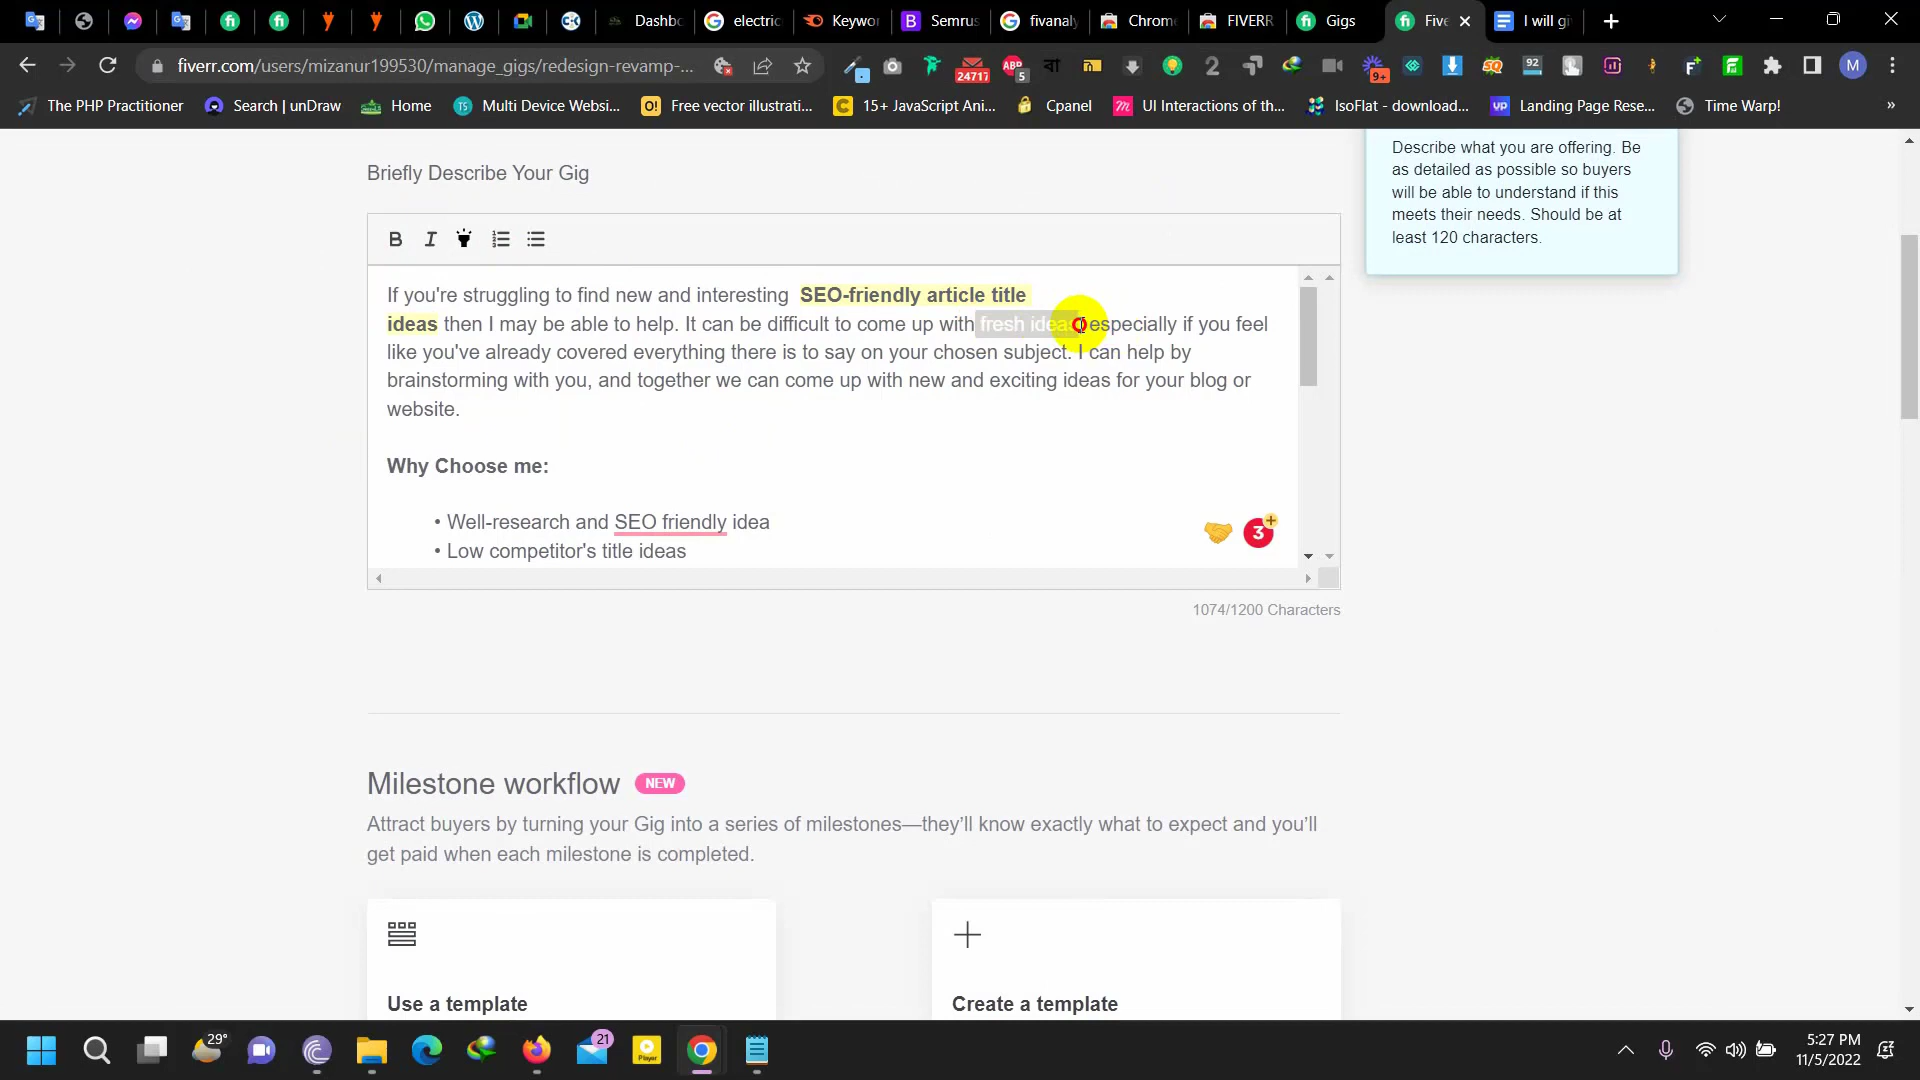 Dashbo
electric
Keywor
Semrus
fivanaly
Chrome
FIVERR
Gigs
Five
I will gi
fiverr.com/users/mizanur199530/manage_gigs/redesign-revamp-...
24717
5
2
9+
92
M
The PHP Practitioner
Search | unDraw
Home
Multi Device Websi...
Free vector illustrati...
15+ JavaScript Ani...
Cpanel
UI Interactions of th...
IsoFlat - download...
Landing Page Rese...
Time Warp!
»
Briefly Describe Your Gig
Describe what you are offering. Be
as detailed as possible so buyers
will be able to understand if this
meets their needs. Should be at
least 120 characters.
If you're struggling to find new and interesting SEO-friendly article title
ideas then I may be able to help. It can be difficult to come up with fresh ideas, especially if you feel
like you've already covered everything there is to say on your chosen subject. I can help by
brainstorming with you, and together we can come up with new and exciting ideas for your blog or
website.
Why Choose me:
• Well-research and SEO friendly idea
• Low competitor's title ideas
3
1074/1200 Characters
Milestone workflow NEW
Attract buyers by turning your Gig into a series of milestones—they'll know exactly what to expect and you'll
get paid when each milestone is completed.
Use a template
Create a template
29°
21
Player
5:27 PM
11/5/2022